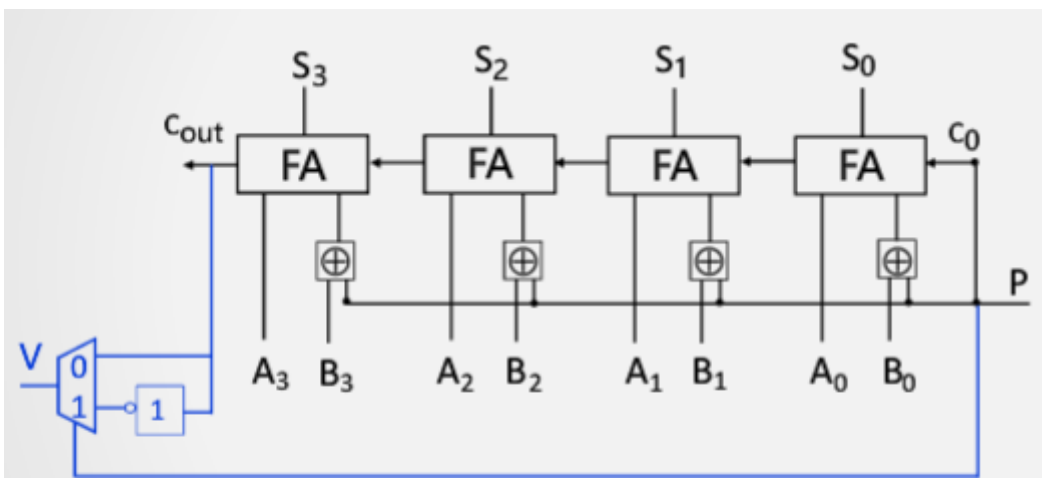 S₃ S₂ S₁ S₀
cout c₀
FA FA FA FA
⊕ ⊕ ⊕ ⊕
P
V 0
A₃ B₃ A₂ B₂ A₁ B₁ A₀ B₀
1 1